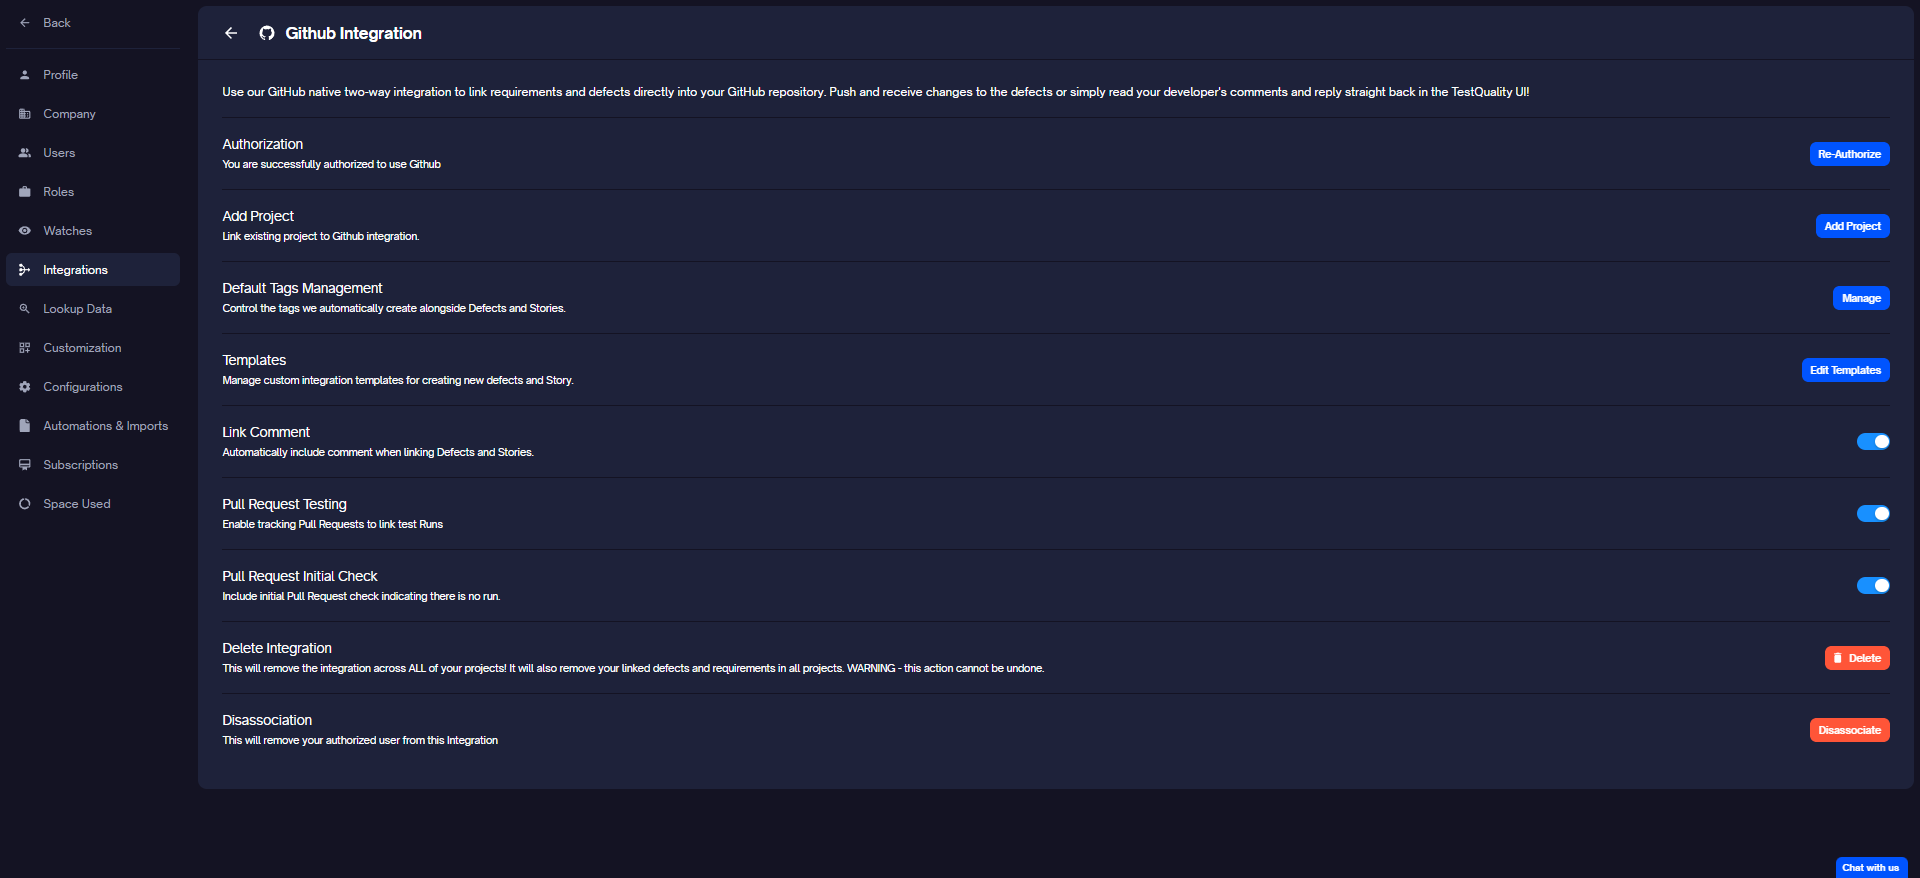 Back
Profile
Company
Users
Roles
Watches
Integrations
Lookup Data
Customization
Configurations
Automations & Imports
Subscriptions
Space Used
Github Integration
Use our GitHub native two-way integration to link requirements and defects directly into your GitHub repository. Push and receive changes to the defects or simply read your developer's comments and reply straight back in the TestQuality UI!
Authorization
You are successfully authorized to use Github
Re-Authorize
Add Project
Link existing project to Github integration.
Add Project
Default Tags Management
Control the tags we automatically create alongside Defects and Stories.
Manage
Templates
Manage custom integration templates for creating new defects and Story.
Edit Templates
Link Comment
Automatically include comment when linking Defects and Stories.
Pull Request Testing
Enable tracking Pull Requests to link test Runs
Pull Request Initial Check
Include initial Pull Request check indicating there is no run.
Delete Integration
This will remove the integration across ALL of your projects! It will also remove your linked defects and requirements in all projects. WARNING - this action cannot be undone.
Delete
Disassociation
This will remove your authorized user from this Integration
Disassociate
Chat with us